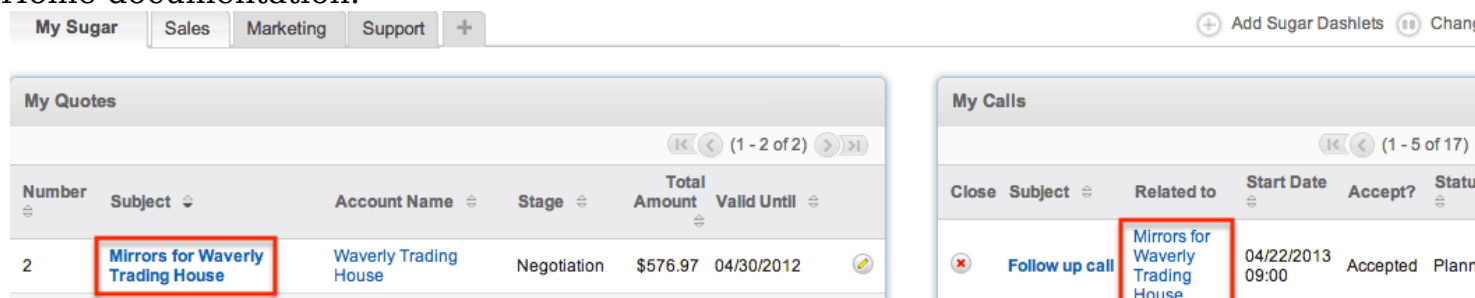 Home documentation.
My Sugar Sales Marketing Support + Add Sugar Dashlets
My Quotes
(1 - 2 of 2)
Number Subject Account Name Stage Total Amount Valid Until
2 Mirrors for Waverly Trading House Waverly Trading House Negotiation $576.97 04/30/2012
My Calls
(1 - 5 of 17)
Close Subject Related to Start Date Accept?
Follow up call Mirrors for Waverly Trading House 04/22/2013 09:00 Accepted